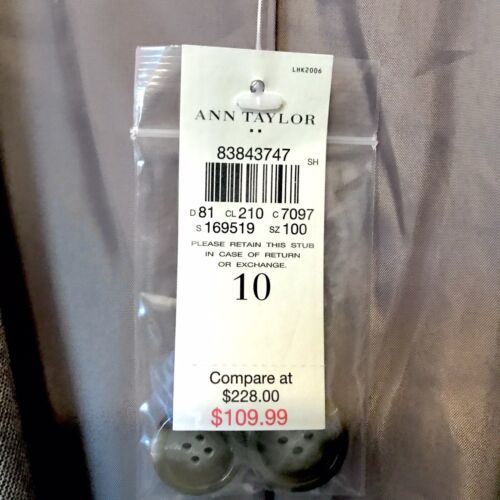 LHK2006
ANN TAYLOR
83843747
SH
D 81 CL 210 C 7097
S 169519 SZ 100
PLEASE RETAIN THIS STUB
IN CASE OF RETURN
OR EXCHANGE.
10
Compare at
$228.00
$109.99